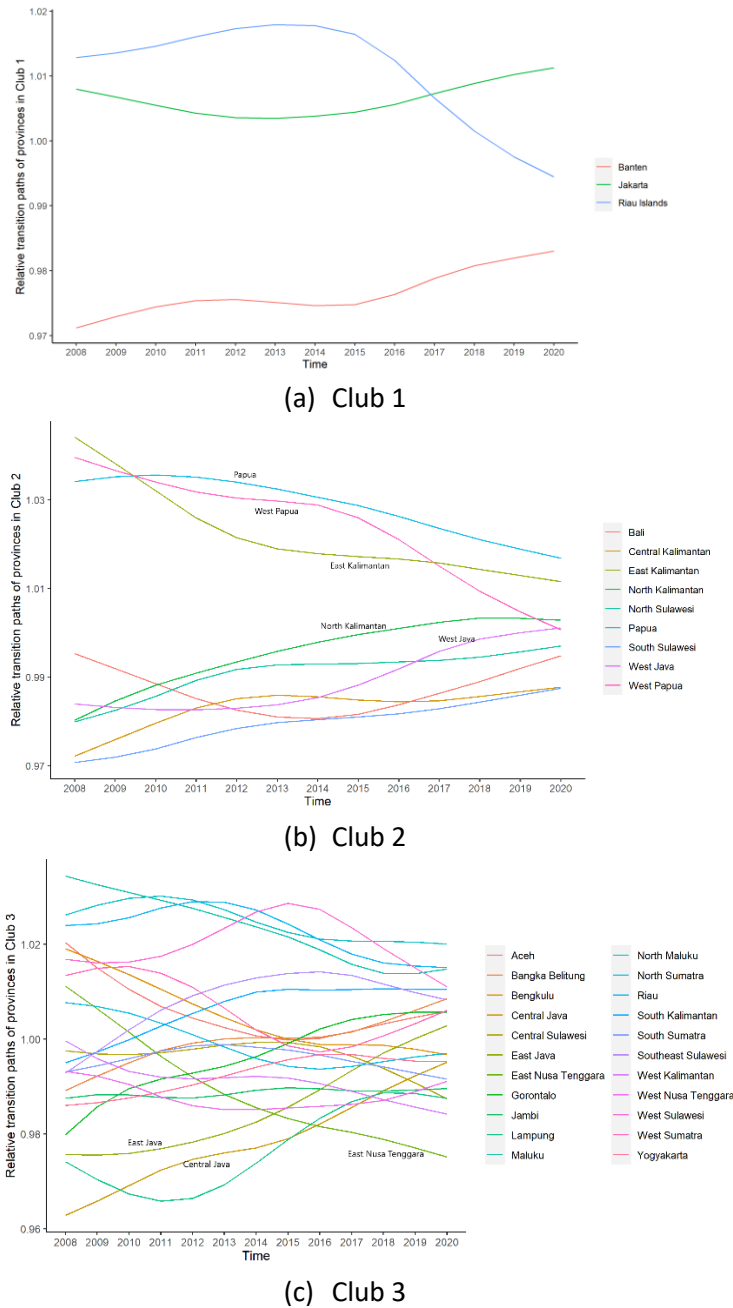 Relative transition paths of provinces in Club 1
1.02
1.01
1.00
0.99
0.98
0.97
2008 2009 2010 2011 2012 2013 2014 2015 2016 2017 2018 2019 2020
Time
Banten
Jakarta
Riau Islands
(a) Club 1
Relative transition paths of provinces in Club 2
1.03
1.01
0.99
0.97
Papua
West Papua
East Kalimantan
North Kalimantan
West Java
2008 2009 2010 2011 2012 2013 2014 2015 2016 2017 2018 2019 2020
Time
Bali
Central Kalimantan
East Kalimantan
North Kalimantan
North Sulawesi
Papua
South Sulawesi
West Java
West Papua
(b) Club 2
Relative transition paths of provinces in Club 3
1.02
1.00
0.98
0.96
East Java
Central Java
East Nusa Tenggara
2008 2009 2010 2011 2012 2013 2014 2015 2016 2017 2018 2019 2020
Time
Aceh
Bangka Belitung
Bengkulu
Central Java
Central Sulawesi
East Java
East Nusa Tenggara
Gorontalo
Jambi
Lampung
Maluku
North Maluku
North Sumatra
Riau
South Kalimantan
South Sumatra
Southeast Sulawesi
West Kalimantan
West Nusa Tenggara
West Sulawesi
West Sumatra
Yogyakarta
(c) Club 3